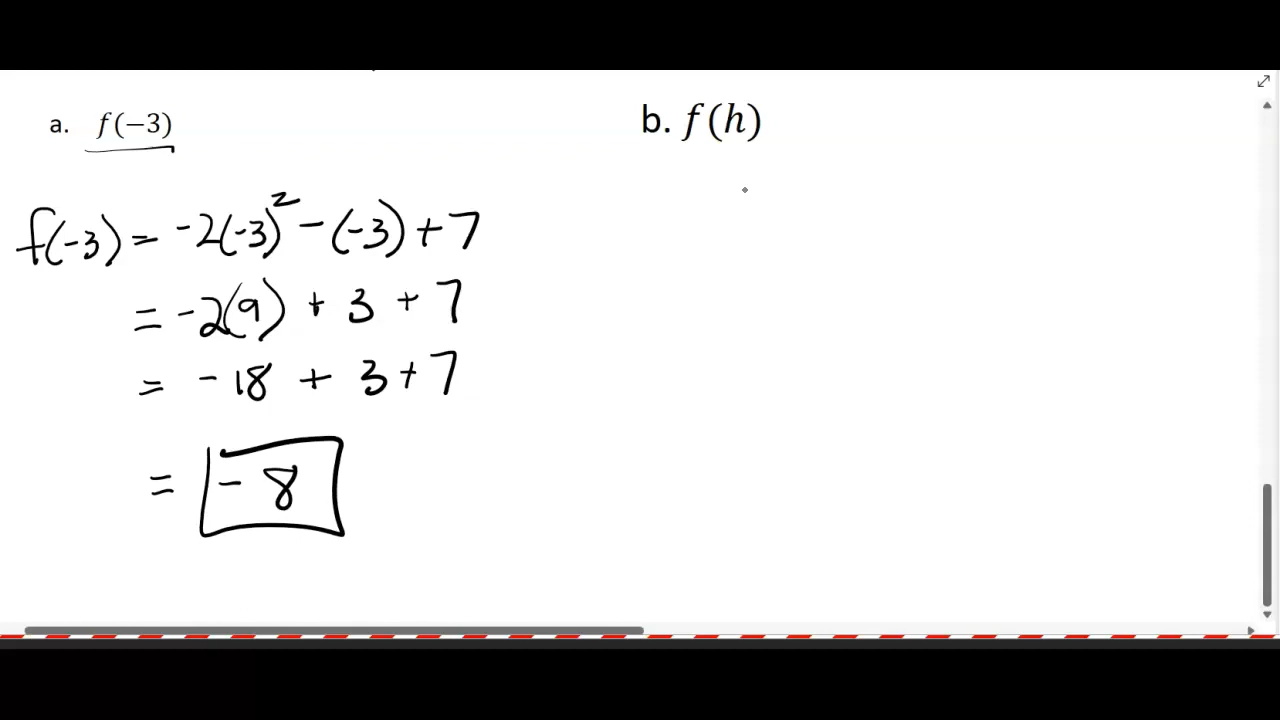 a. f(−3)
b. f(h)
f(-3) = -2(-3)² - (-3) + 7
= -2(9) + 3 + 7
= -18 + 3 + 7
= -8